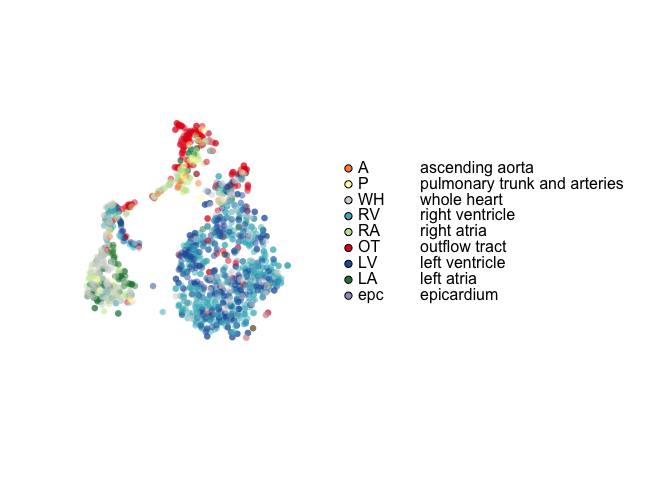 A ascending aorta
P pulmonary trunk and arteries
WH whole heart
RV right ventricle
RA right atria
OT outflow tract
LV left ventricle
LA left atria
epc epicardium